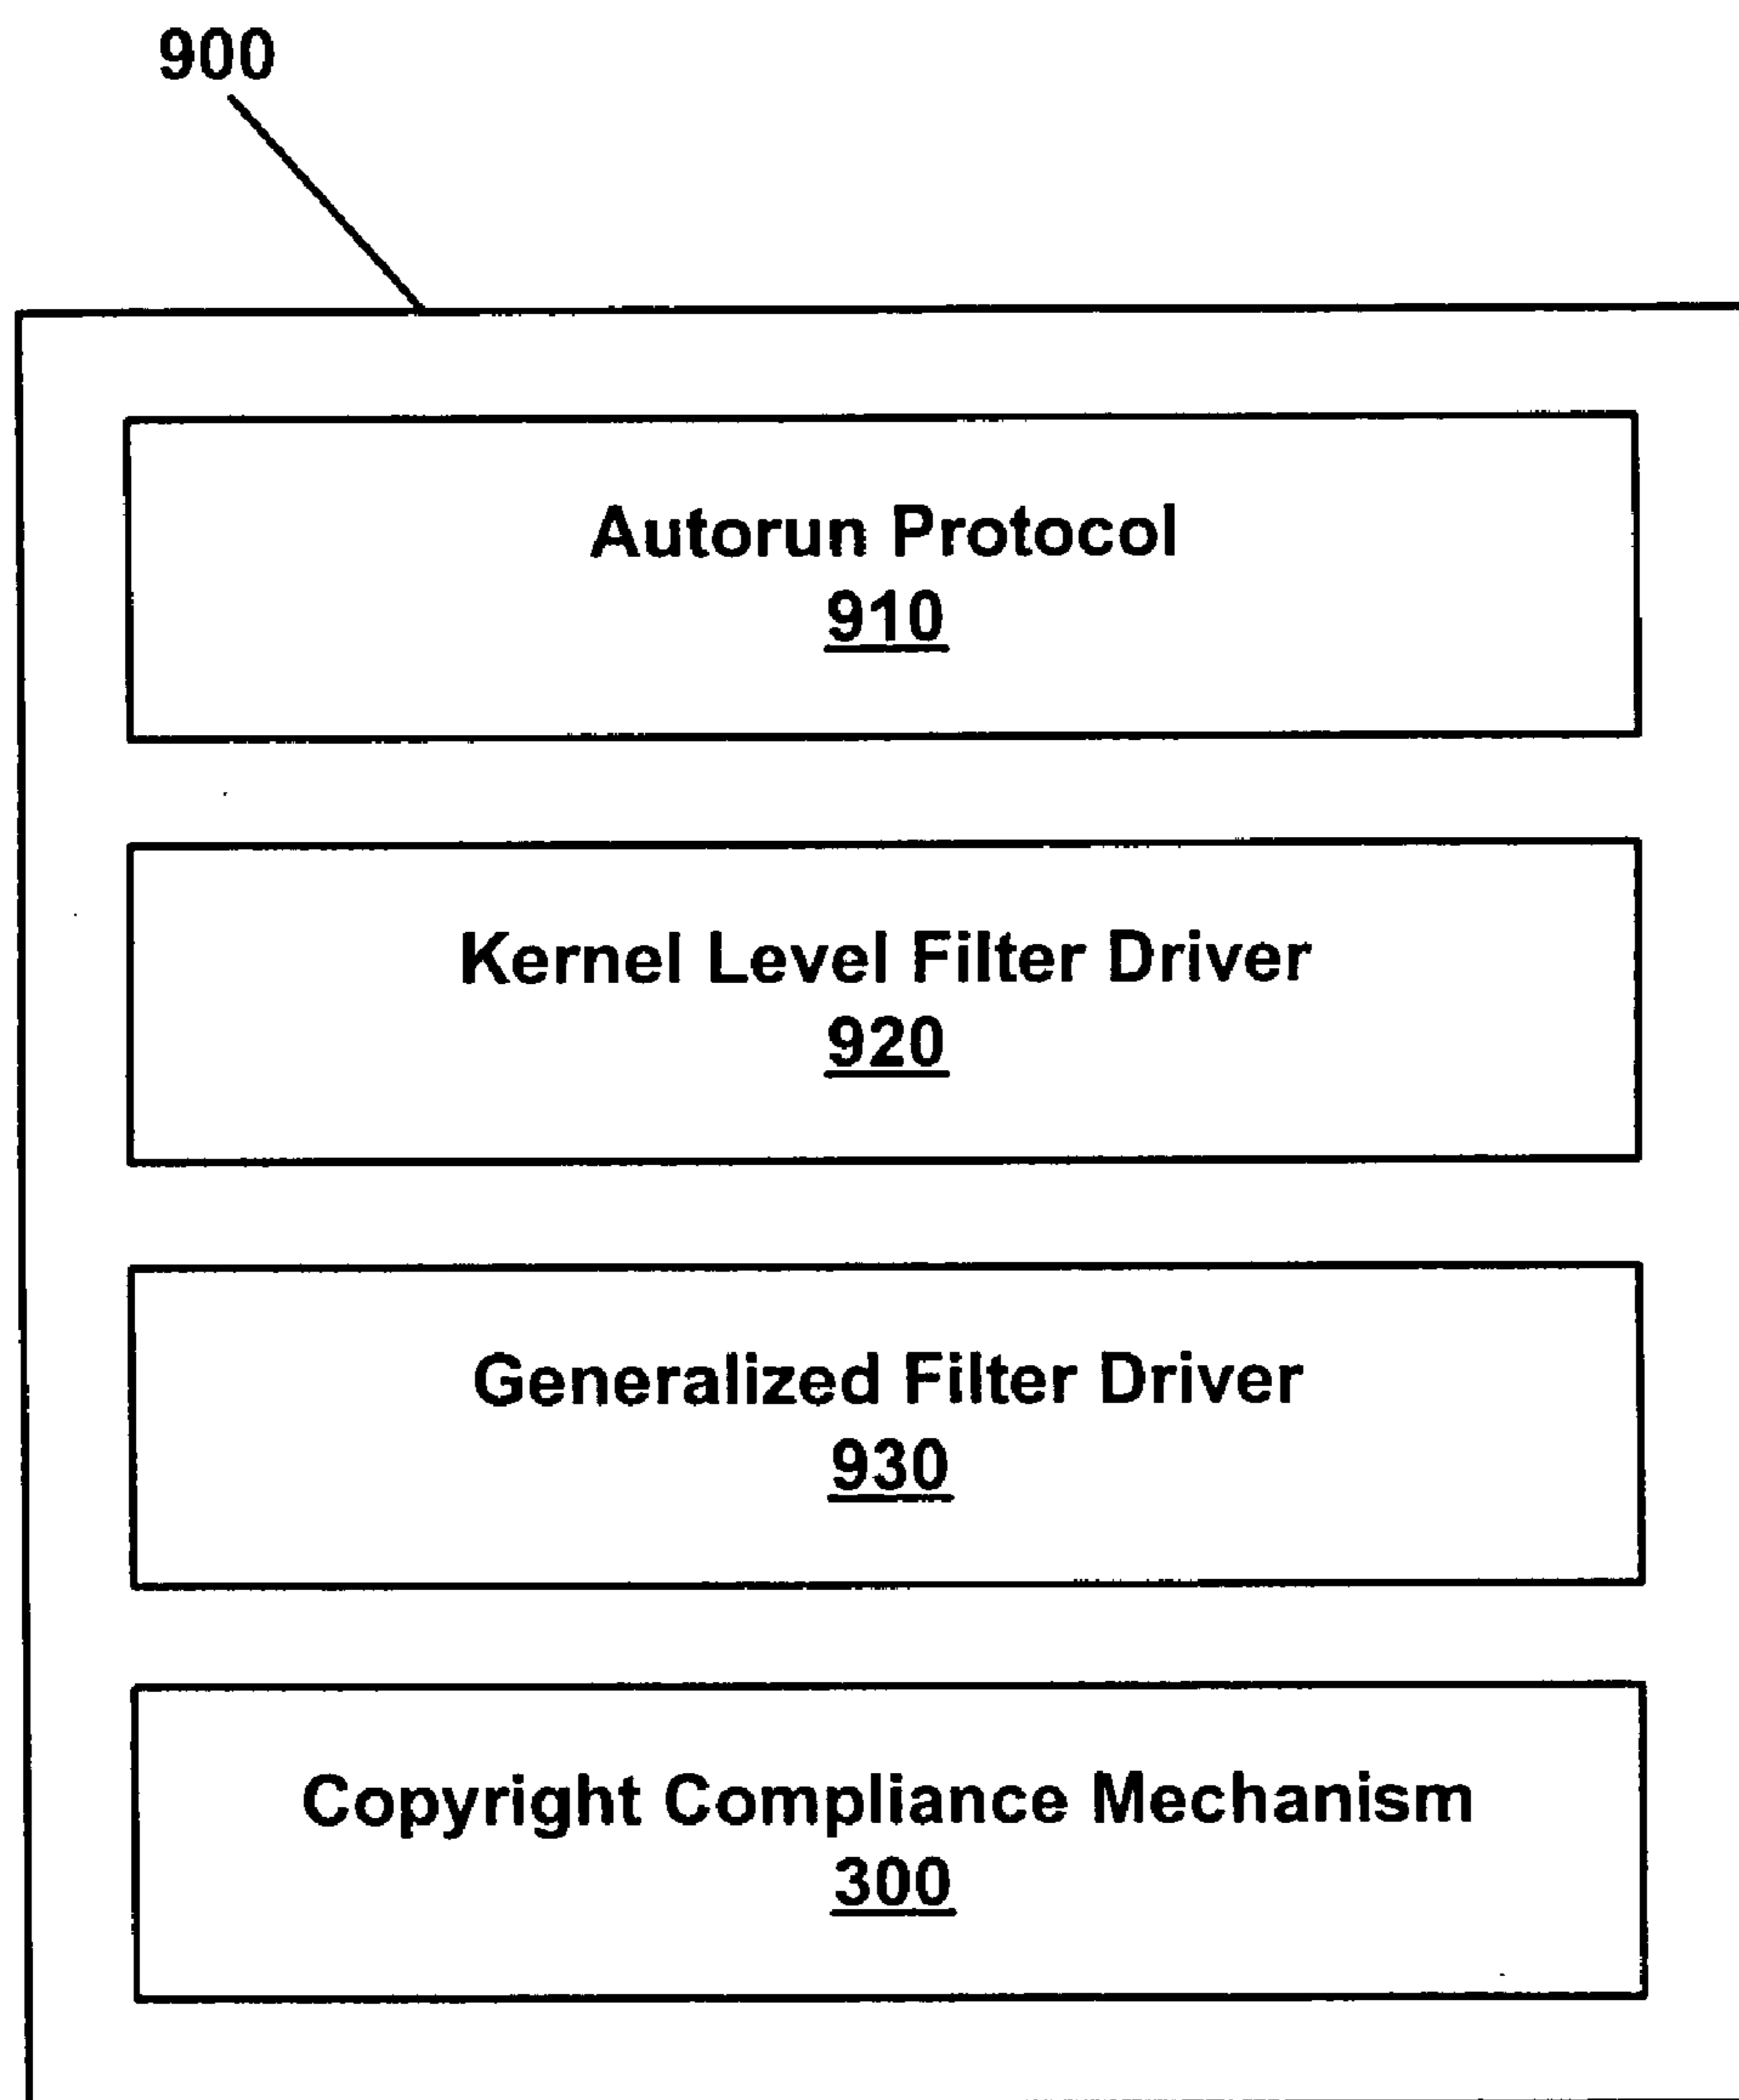 900
Autorun Protocol
910
Kernel Level Filter Driver
920
Generalized Filter Driver
930
Copyright Compliance Mechanism
300